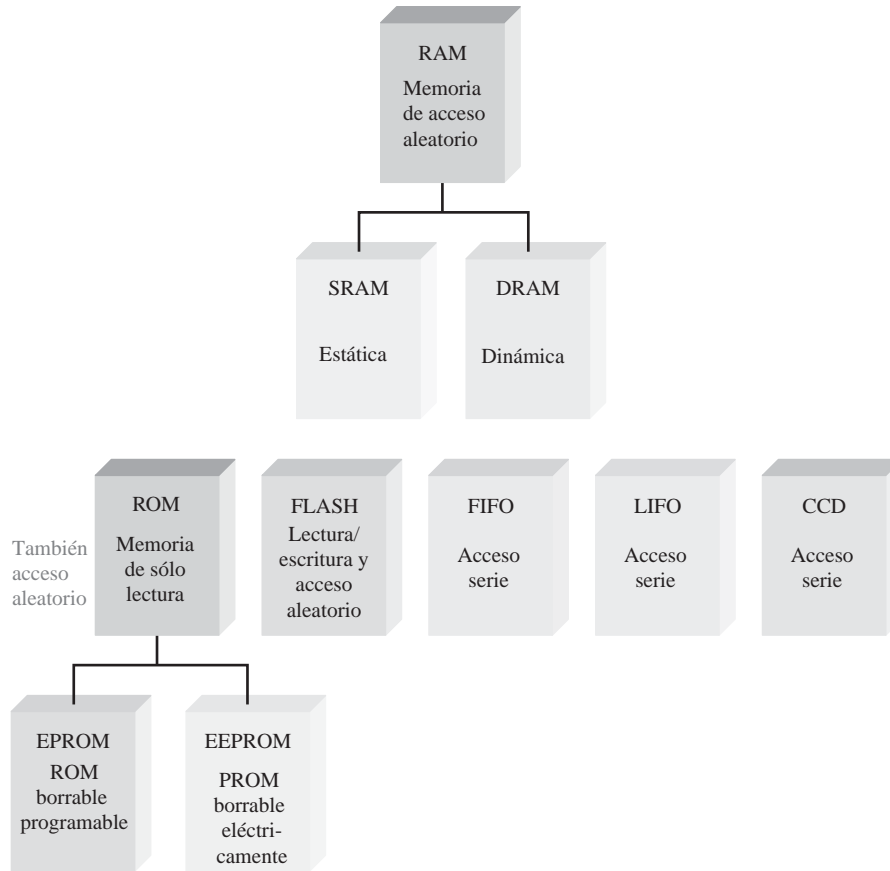 RAM
Memoria
de acceso
aleatorio
SRAM
Estática
DRAM
Dinámica
También
acceso
aleatorio
ROM
Memoria
de sólo
lectura
FLASH
Lectura/
escritura y
acceso
aleatorio
FIFO
Acceso
serie
LIFO
Acceso
serie
CCD
Acceso
serie
EPROM
ROM
borrable
programable
EEPROM
PROM
borrable
eléctri-
camente